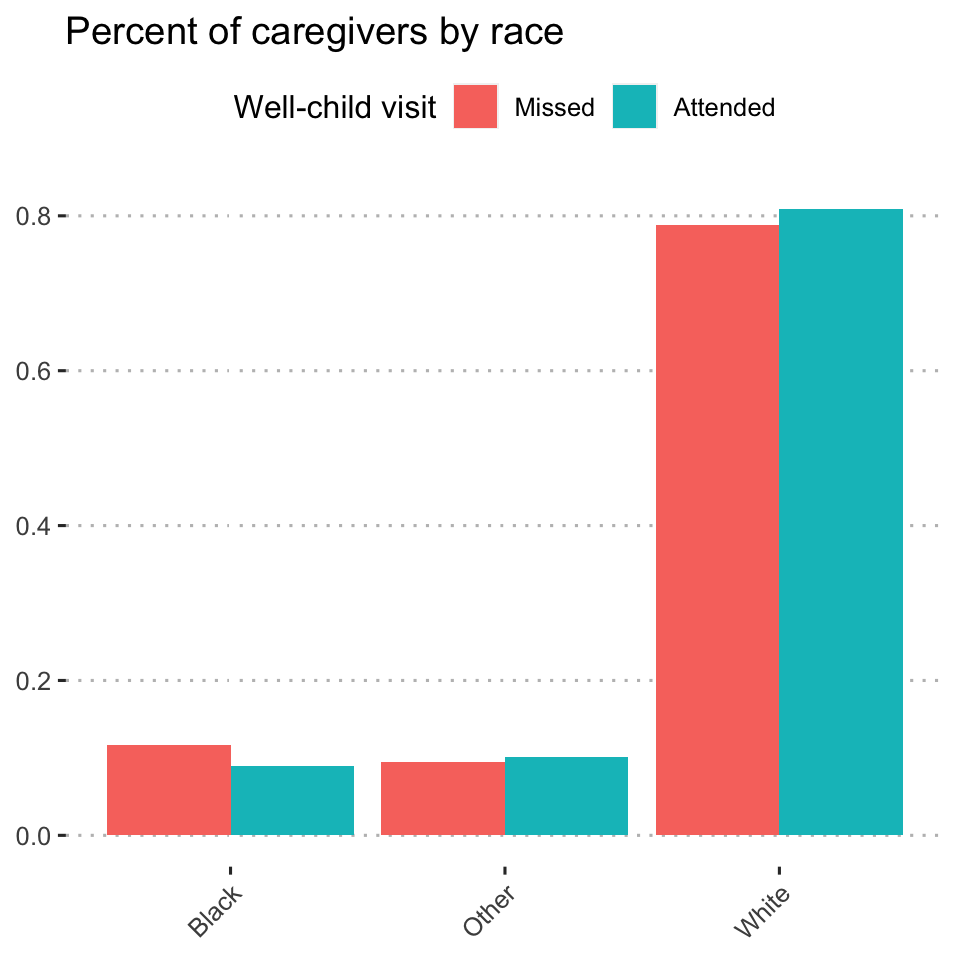 Percent of caregivers by race
Well-child visit Missed Attended
0.8
0.6
0.4
0.2
0.0
Black Other White